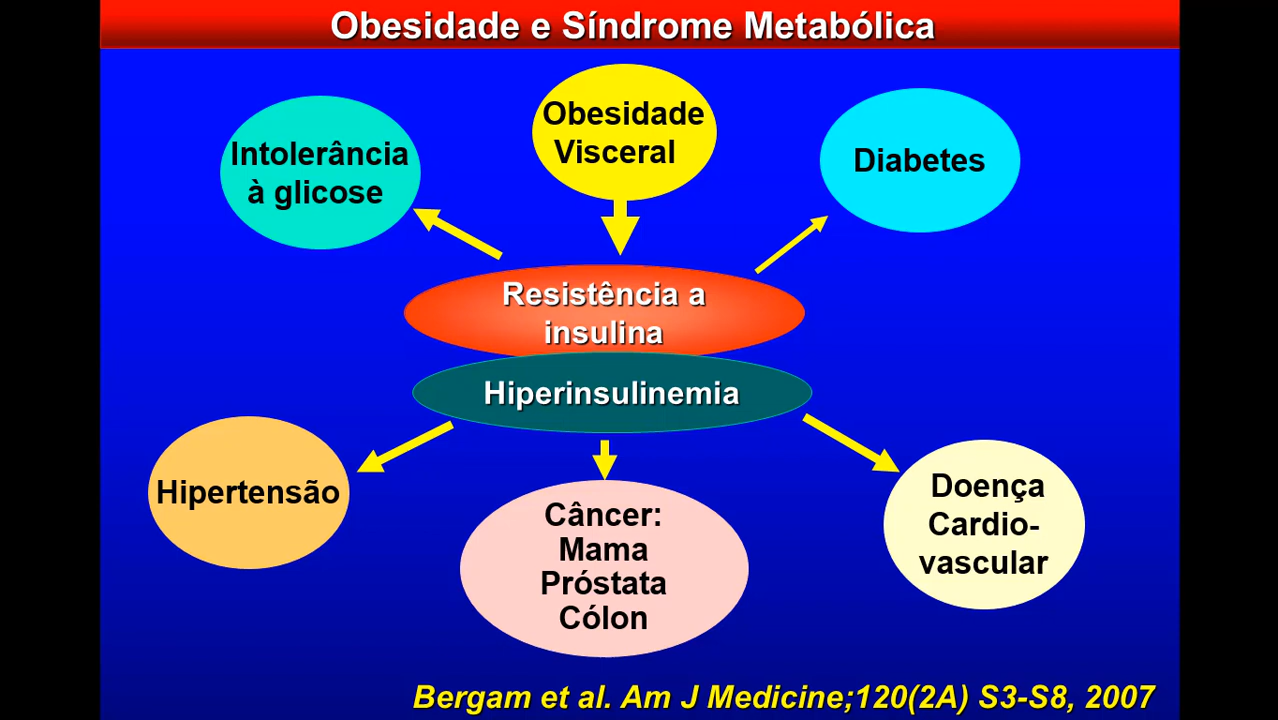 Obesidade e Síndrome Metabólica
Obesidade
Visceral
Intolerância
à glicose
Diabetes
Resistência a
insulina
Hiperinsulinemia
Hipertensão
Câncer:
Mama
Próstata
Cólon
Doença
Cardio-
vascular
Bergam et al. Am J Medicine;120(2A) S3-S8, 2007